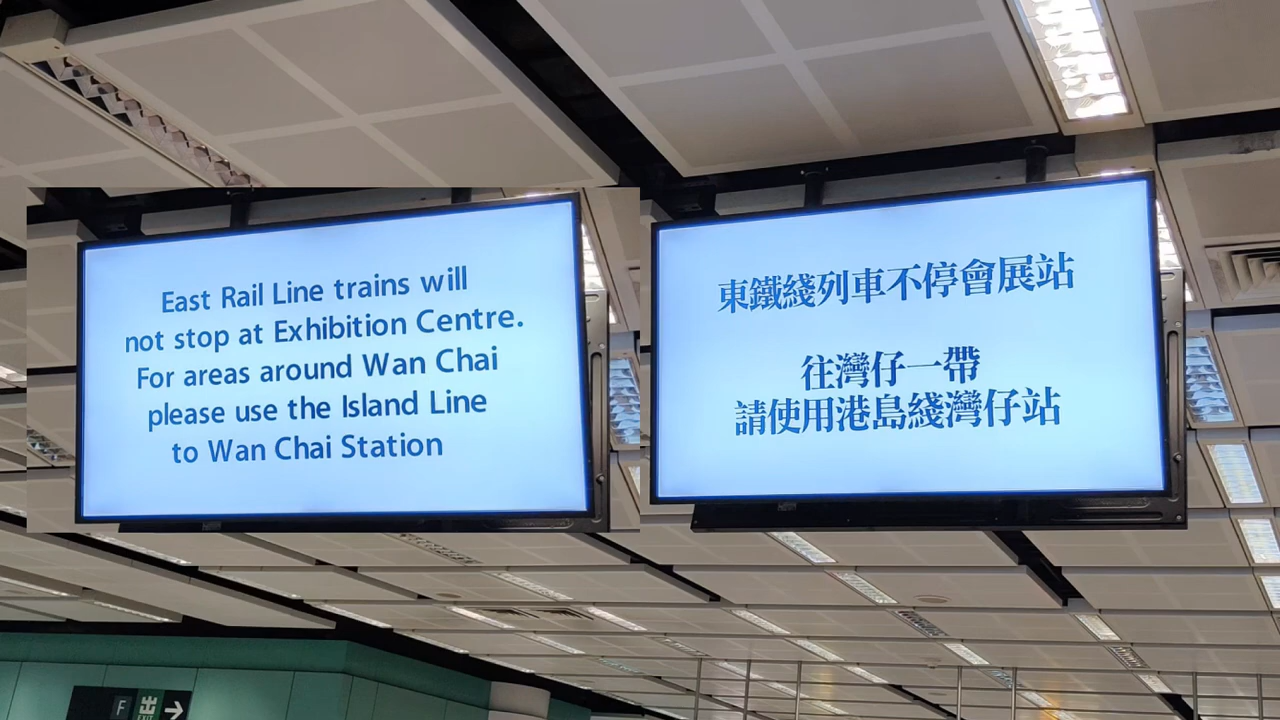 East Rail Line trains will
not stop at Exhibition Centre.
For areas around Wan Chai
please use the Island Line
to Wan Chai Station
東鐵綫列車不停會展站
往灣仔一帶
請使用港島綫灣仔站
F